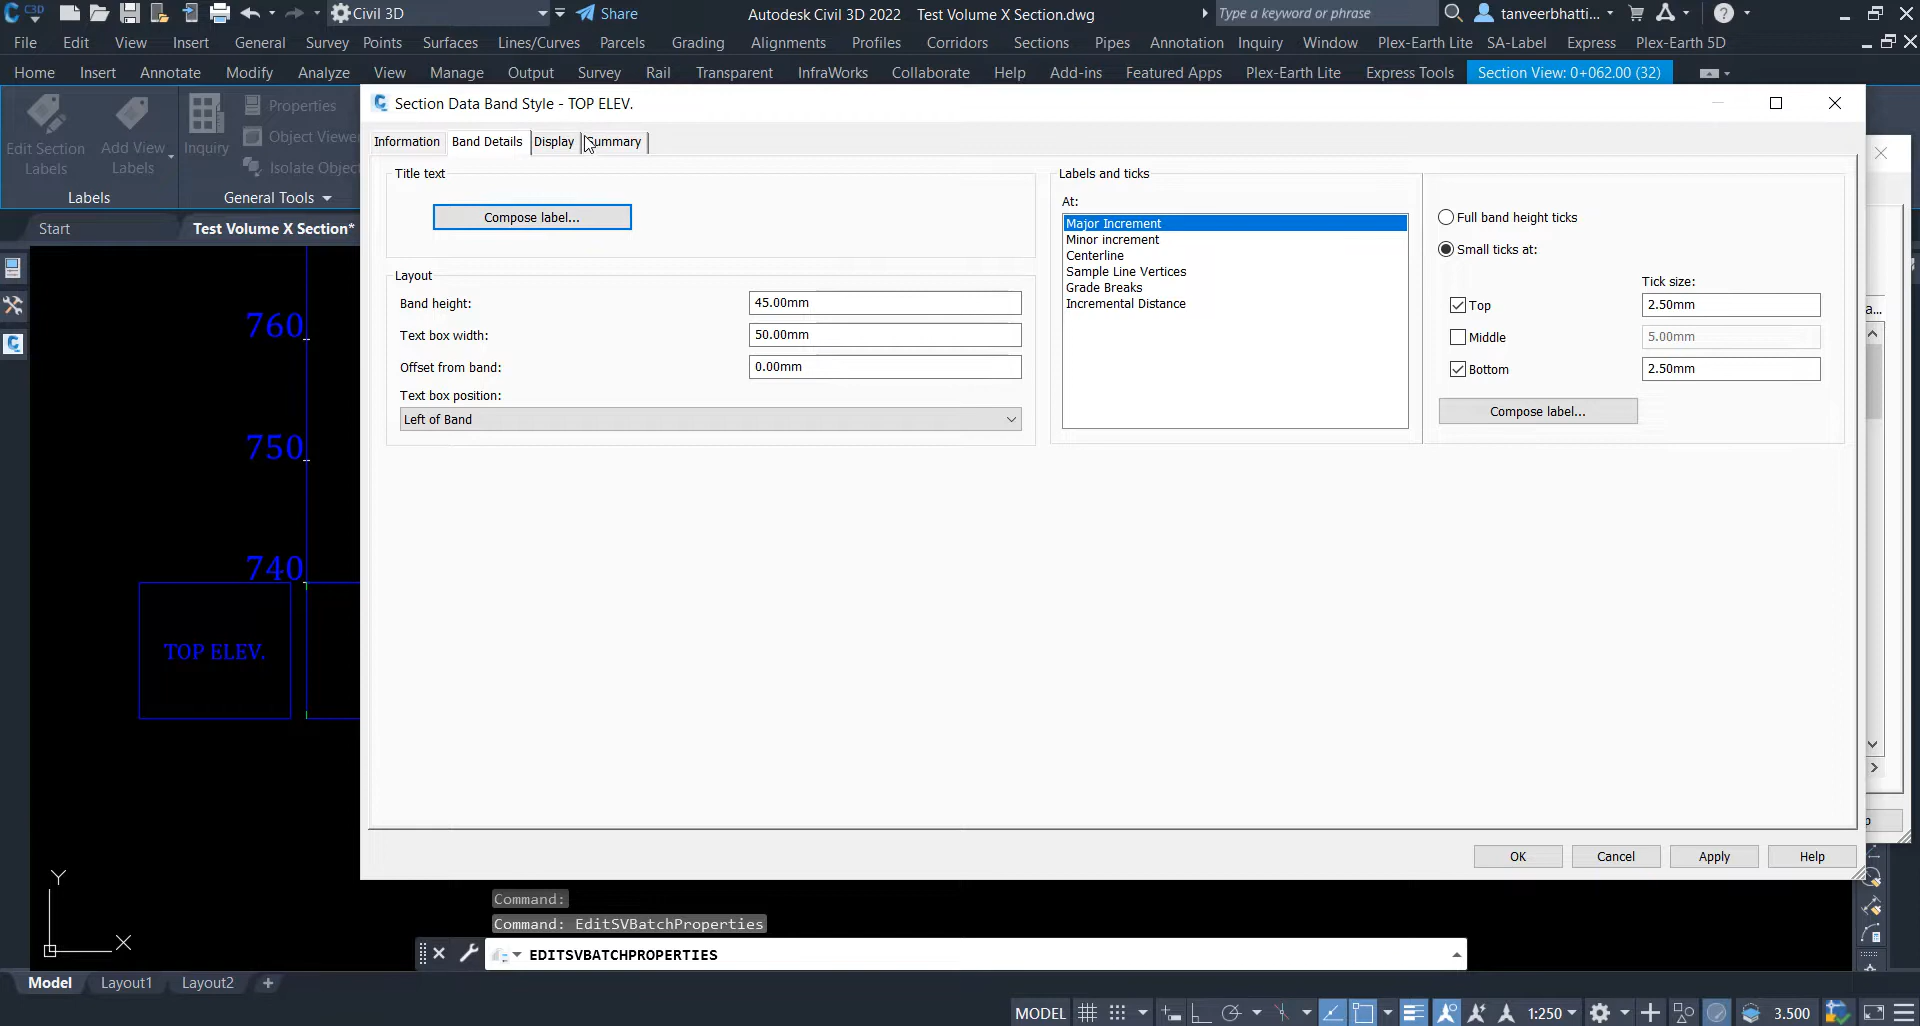 C3D Civil 3D Share Autodesk Civil 3D 2022 Test Volume X Section.dwg Type a keyword or phrase tanveerbhatti...
File Edit View Insert General Survey Points Surfaces Lines/Curves Parcels Grading Alignments Profiles Corridors Sections Pipes Annotation Inquiry Window Plex-Earth Lite SA-Label Express Plex-Earth 5D
Home Insert Annotate Modify Analyze View Manage Output Survey Rail Transparent InfraWorks Collaborate Help Add-ins Featured Apps Plex-Earth Lite Express Tools Section View: 0+062.00 (32)
Edit Section Labels
Add View Labels
Inquiry
Properties
Object Viewer
Isolate Objec
Labels
General Tools
Section Data Band Style - TOP ELEV.
Start
Test Volume X Section*
Information Band Details Display Summary
Title text
Compose label...
Layout
Band height: 45.00mm
Text box width: 50.00mm
Offset from band: 0.00mm
Text box position:
Left of Band
Labels and ticks
At:
Major Increment
Minor increment
Centerline
Sample Line Vertices
Grade Breaks
Incremental Distance
Full band height ticks
Small ticks at:
Tick size:
Top 2.50mm
Middle 5.00mm
Bottom 2.50mm
Compose label...
OK Cancel Apply Help
a...
p
760
750
740
TOP ELEV.
Y
X
Command:
Command: EditSVBatchProperties
EDITSVBATCHPROPERTIES
Model Layout1 Layout2 +
MODEL 1:250 3.500